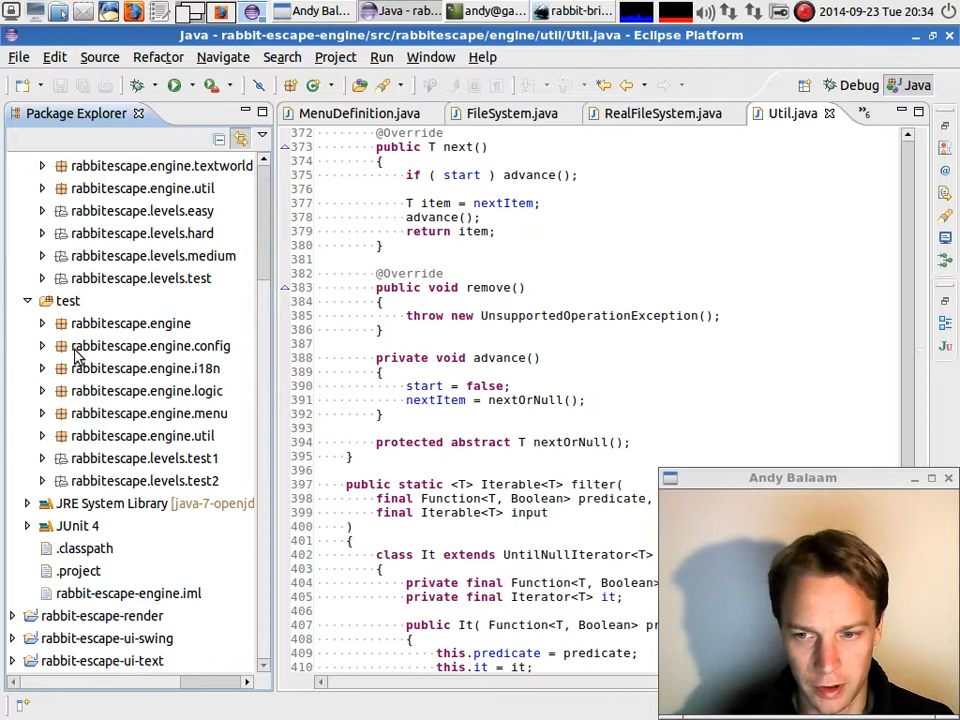 Andy Bal...
Java - rab...
andy@ga...
rabbit-bri...
2014-09-23 Tue 20:34
Java - rabbit-escape-engine/src/rabbitescape/engine/util/Util.java - Eclipse Platform
File Edit Source Refactor Navigate Search Project Run Window Help
Debug Java
Package Explorer
MenuDefinition.java FileSystem.java RealFileSystem.java Util.java »6
rabbitescape.engine.textworld
rabbitescape.engine.util
rabbitescape.levels.easy
rabbitescape.levels.hard
rabbitescape.levels.medium
rabbitescape.levels.test
test
rabbitescape.engine
rabbitescape.engine.config
rabbitescape.engine.i18n
rabbitescape.engine.logic
rabbitescape.engine.menu
rabbitescape.engine.util
rabbitescape.levels.test1
rabbitescape.levels.test2
JRE System Library [java-7-openjd
JUnit 4
.classpath
.project
rabbit-escape-engine.iml
rabbit-escape-render
rabbit-escape-ui-swing
rabbit-escape-ui-text
372 @Override
373 public T next()
374 {
375 if ( start ) advance();
376
377 T item = nextItem;
378 advance();
379 return item;
380 }
381
382 @Override
383 public void remove()
384 {
385 throw new UnsupportedOperationException();
386 }
387
388 private void advance()
389 {
390 start = false;
391 nextItem = nextOrNull();
392 }
393
394 protected abstract T nextOrNull();
395 }
396
397 public static <T> Iterable<T> filter(
398 final Function<T, Boolean> predicate,
399 final Iterable<T> input
400 )
401 {
402 class It extends UntilNullIterator<T>
403 {
404 private final Function<T, Boolean>
405 private final Iterator<T> it;
406
407 public It( Function<T, Boolean> pr
408 {
409 this.predicate = predicate;
410 this.it = it;
Andy Balaam